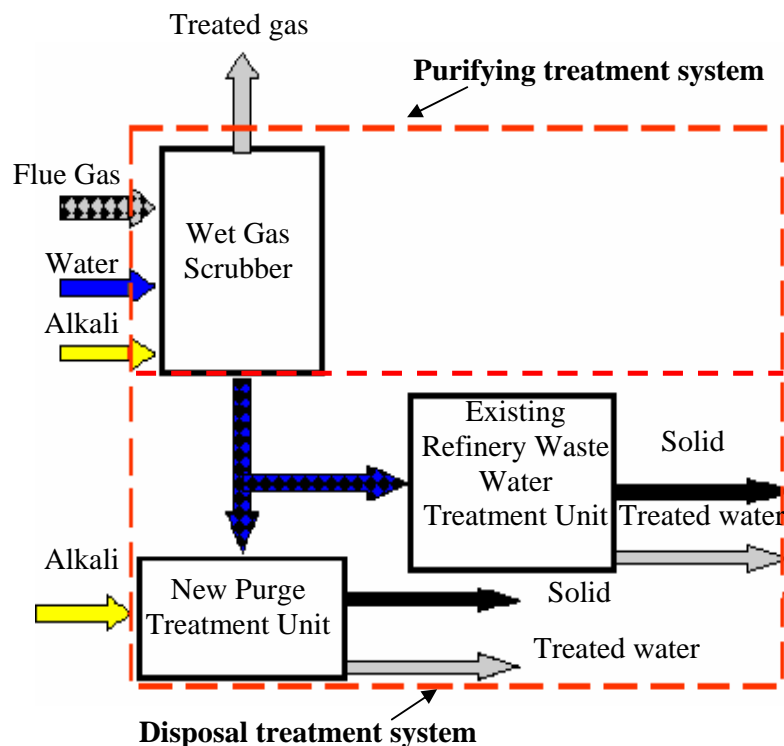 Treated gas
Purifying treatment system
Flue Gas
Wet Gas
Scrubber
Water
Alkali
Existing
Refinery Waste
Water
Treatment Unit
Solid
Treated water
Alkali
New Purge
Treatment Unit
Solid
Treated water
Disposal treatment system